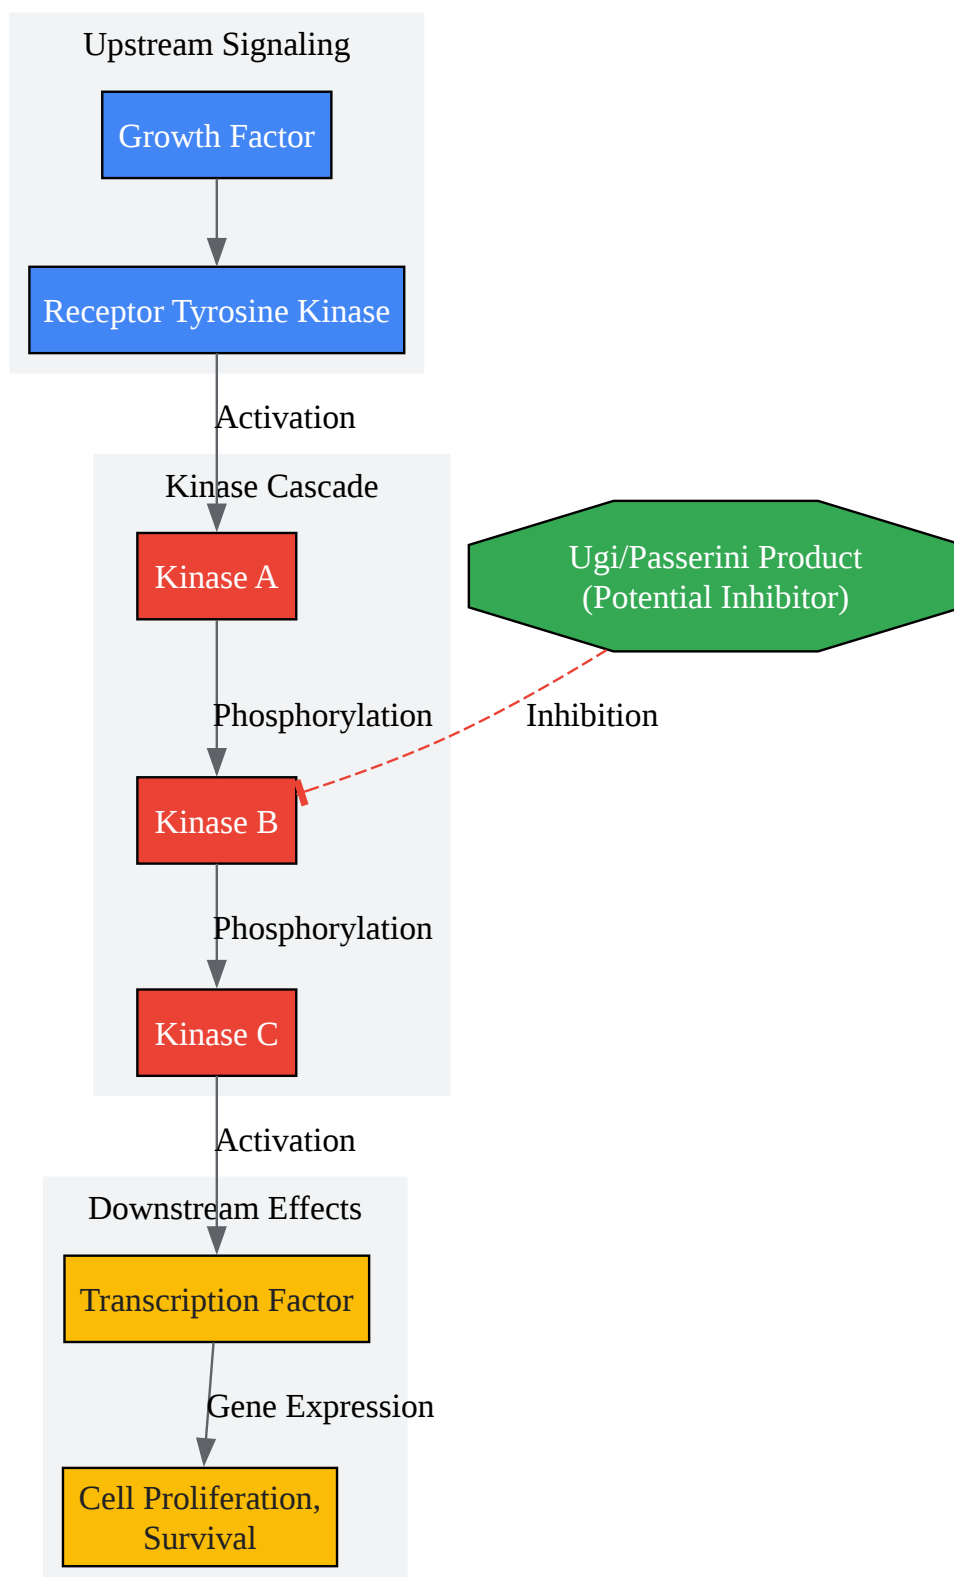 Upstream Signaling
Growth Factor
Receptor Tyrosine Kinase
Activation
Kinase Cascade
Kinase A
Ugi/Passerini Product
(Potential Inhibitor)
Phosphorylation
Inhibition
Kinase B
Phosphorylation
Kinase C
Activation
Downstream Effects
Transcription Factor
Gene Expression
Cell Proliferation,
Survival